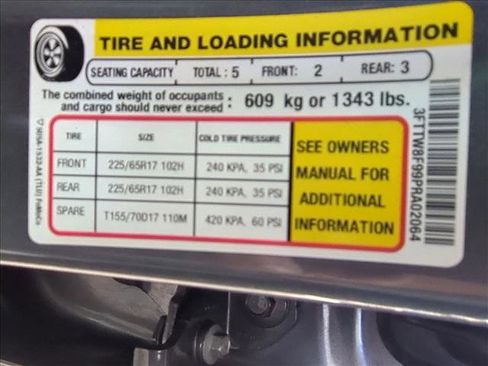 TIRE AND LOADING INFORMATION
SEATING CAPACITY TOTAL : 5 FRONT: 2 REAR: 3
The combined weight of occupants
and cargo should never exceed : 609 kg or 1343 lbs.
TIRE SIZE COLD TIRE PRESSURE
FRONT 225/65R17 102H 240 KPA, 35 PSI
REAR 225/65R17 102H 240 KPA, 35 PSI
SPARE T155/70D17 110M 420 KPA, 60 PSI
SEE OWNERS
MANUAL FOR
ADDITIONAL
INFORMATION
3FTTW8F99PRA02064